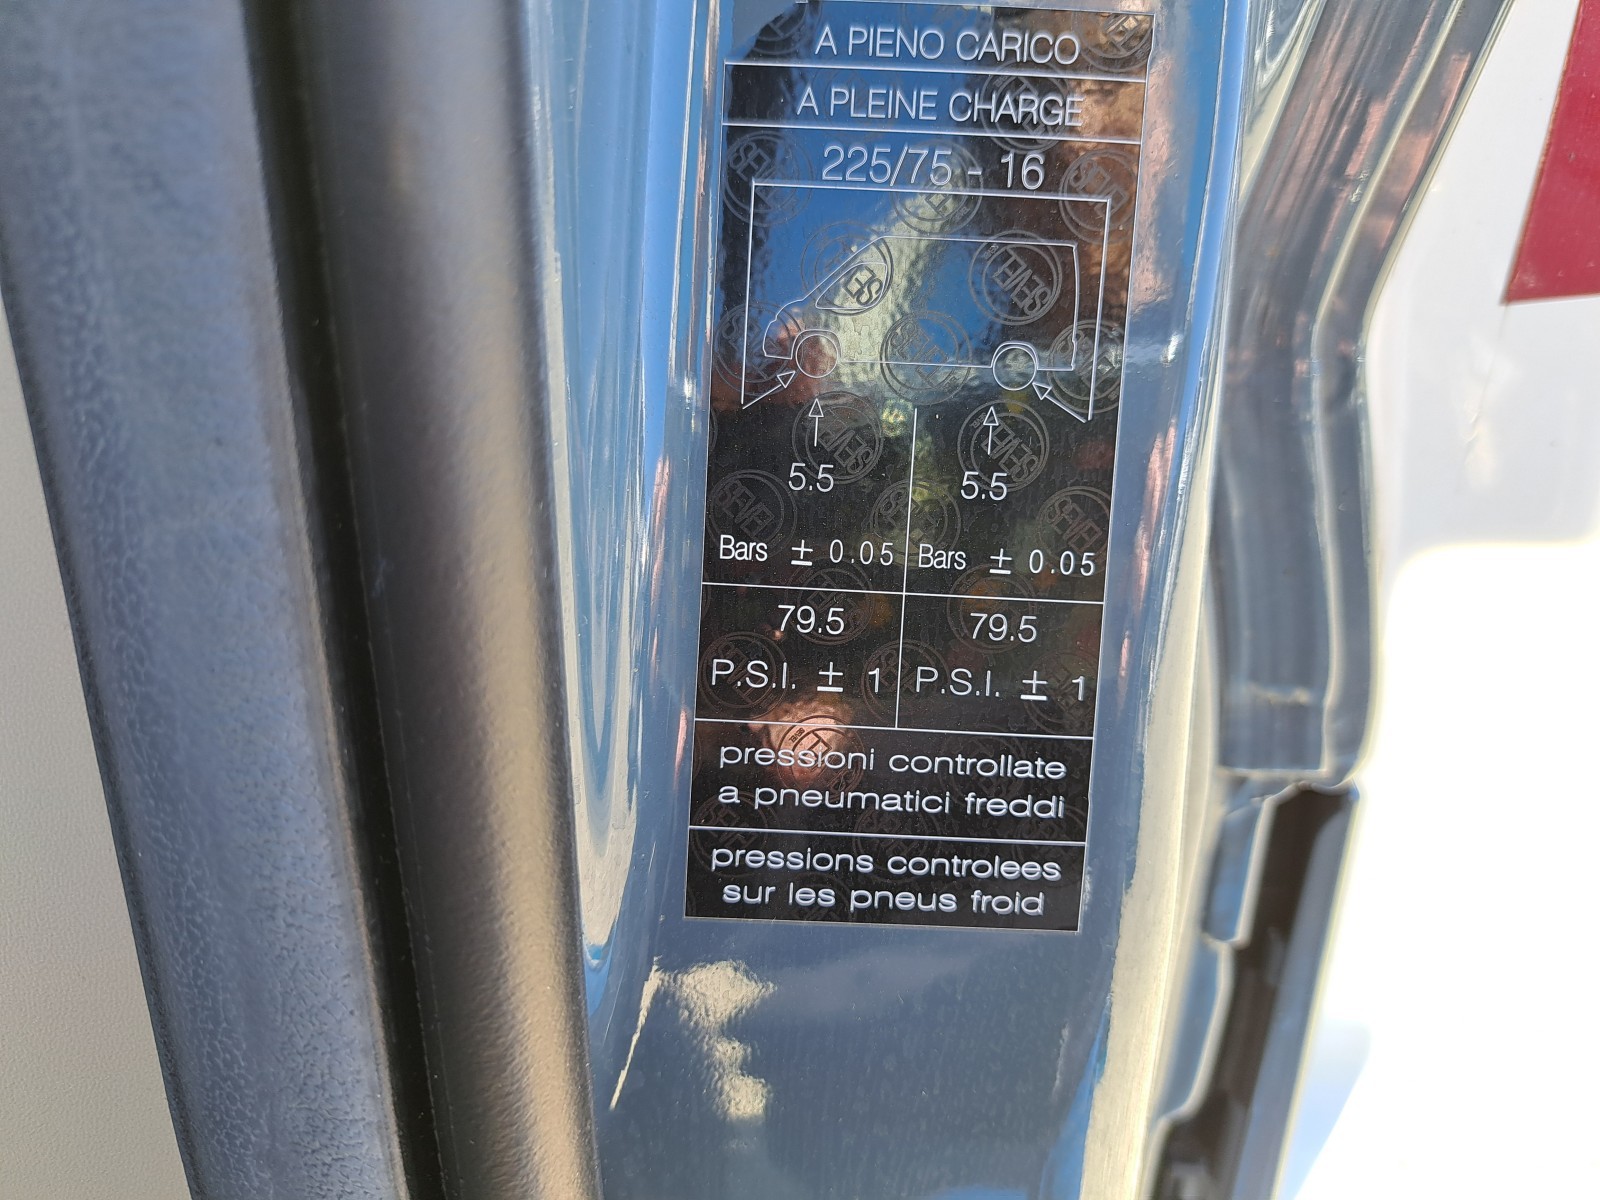 A PIENO CARICO
A PLEINE CHARGE
225/75 - 16
5.5 5.5
Bars ± 0.05 Bars ± 0.05
79.5 79.5
P.S.I. ± 1 P.S.I. ± 1
pressioni controllate
a pneumatici freddi
pressions controlees
sur les pneus froid